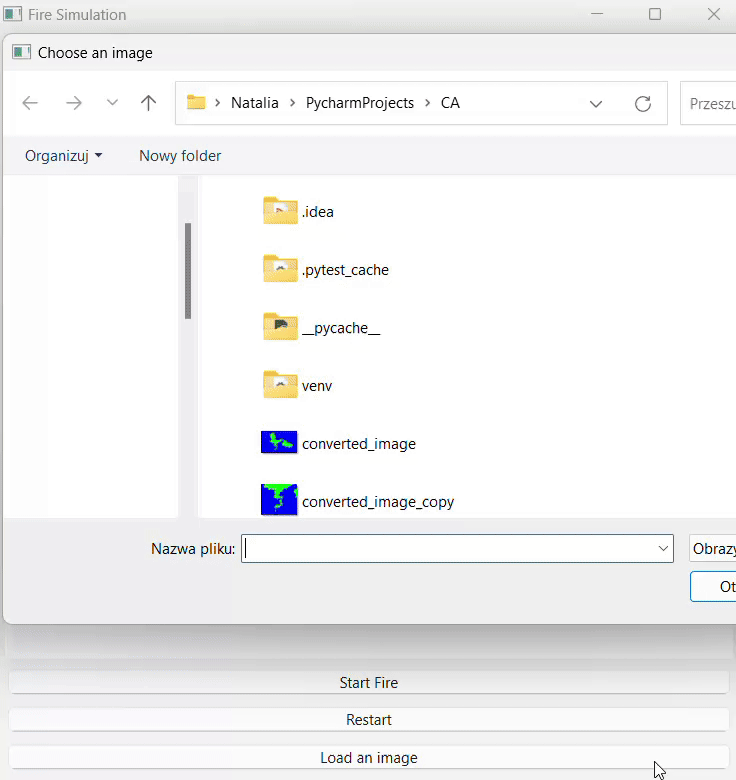 Fire Simulation
Choose an image
Natalia > PycharmProjects > CA
Przeszu
Organizuj
Nowy folder
.idea
.pytest_cache
__pycache__
venv
converted_image
converted_image_copy
Nazwa pliku:
Obrazy
Ot
Start Fire
Restart
Load an image